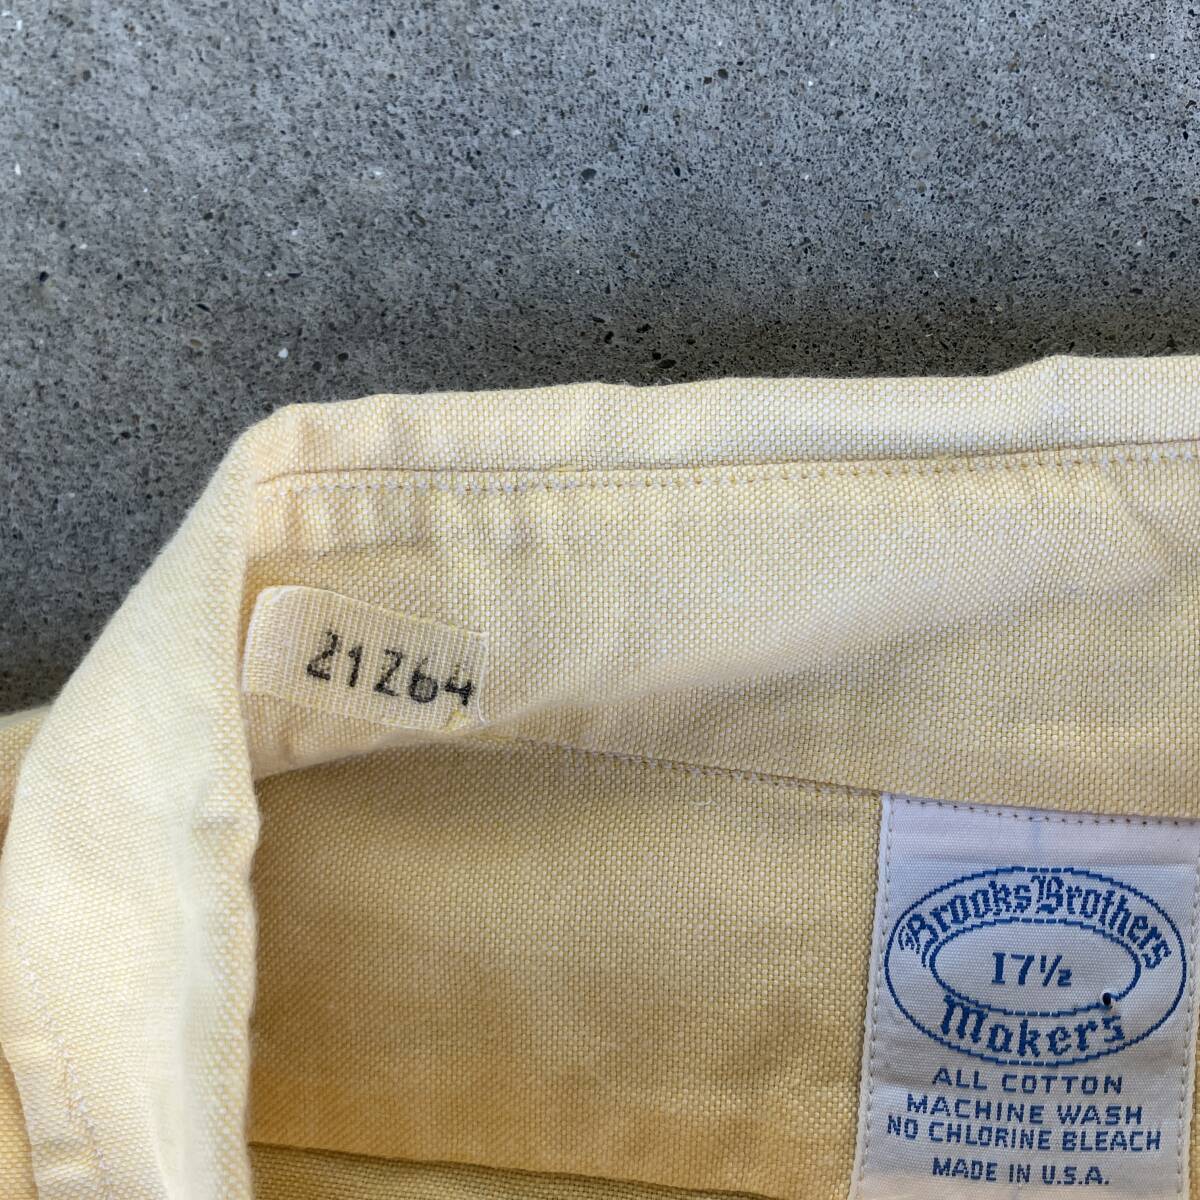 21264
Brooks Brothers
17½
Makers
ALL COTTON
MACHINE WASH
NO CHLORINE BLEACH
MADE IN U.S.A.